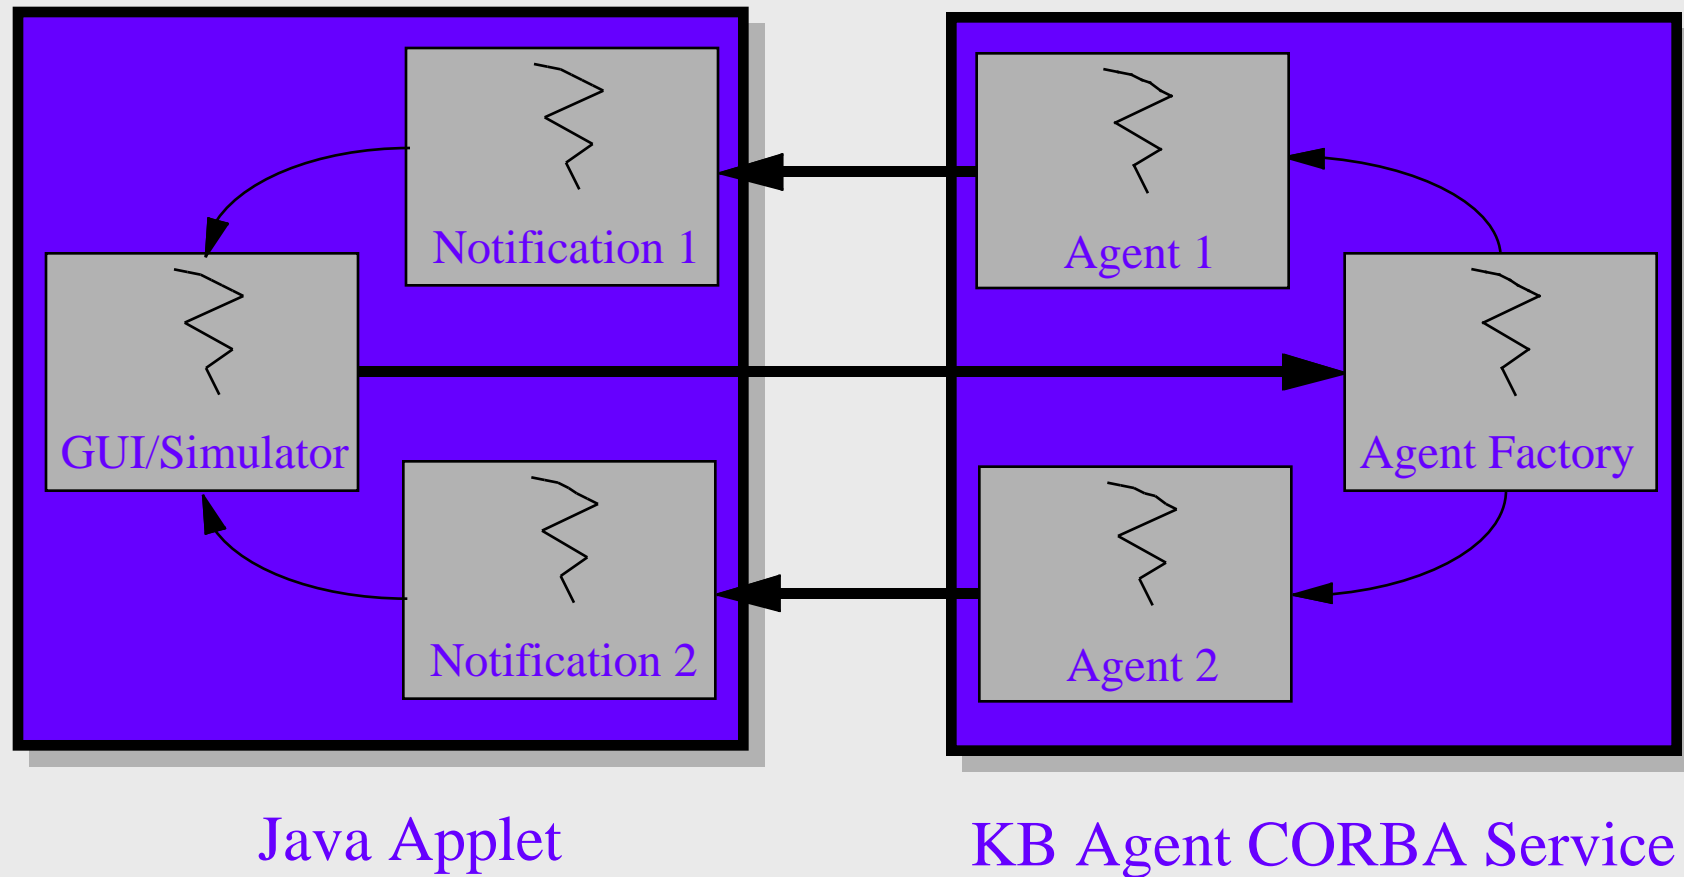 Notification 1
Agent 1
GUI/Simulator
Agent Factory
Notification 2
Agent 2
Java Applet
KB Agent CORBA Service